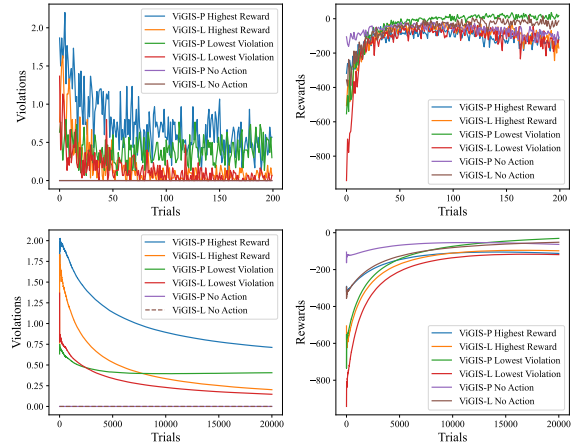 Violations
2.0
1.5
1.0
0.5
0.0
0
50
100
150
200
Trials
ViGIS-P Highest Reward
ViGIS-L Highest Reward
ViGIS-P Lowest Violation
ViGIS-L Lowest Violation
ViGIS-P No Action
ViGIS-L No Action
Rewards
0
−200
−400
−600
−800
0
50
100
150
200
Trials
ViGIS-P Highest Reward
ViGIS-L Highest Reward
ViGIS-P Lowest Violation
ViGIS-L Lowest Violation
ViGIS-P No Action
ViGIS-L No Action
Violations
2.00
1.75
1.50
1.25
1.00
0.75
0.50
0.25
0.00
0
5000
10000
15000
20000
Trials
ViGIS-P Highest Reward
ViGIS-L Highest Reward
ViGIS-P Lowest Violation
ViGIS-L Lowest Violation
ViGIS-P No Action
ViGIS-L No Action
Rewards
0
−200
−400
−600
−800
0
5000
10000
15000
20000
Trials
ViGIS-P Highest Reward
ViGIS-L Highest Reward
ViGIS-P Lowest Violation
ViGIS-L Lowest Violation
ViGIS-P No Action
ViGIS-L No Action